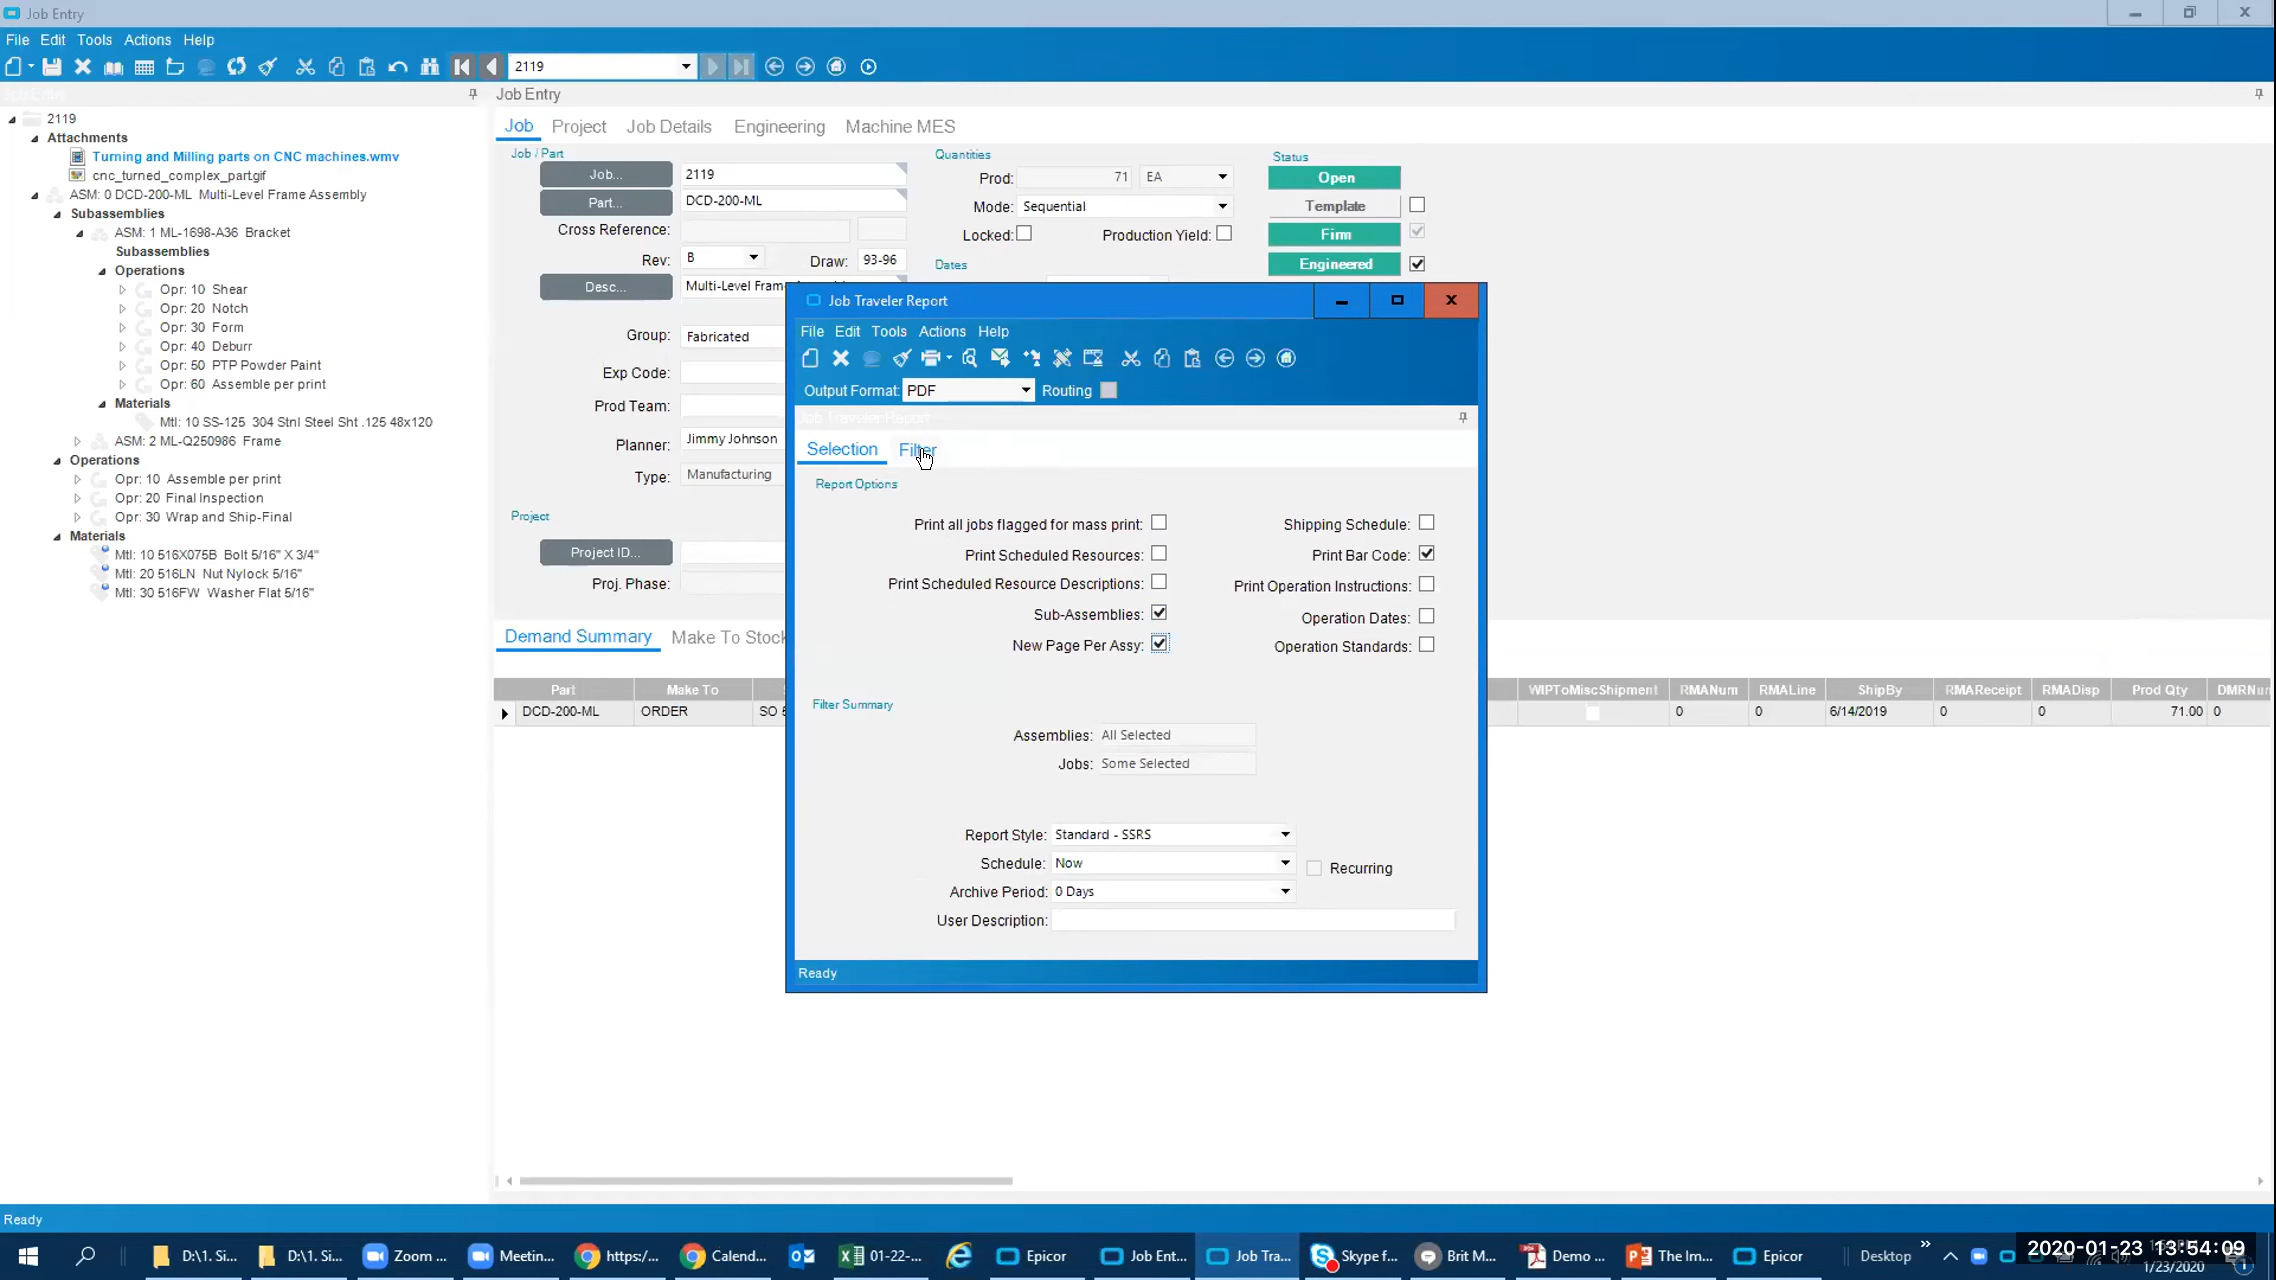 Job Entry
File Edit Tools Actions Help
2119
Job Entry
2119
Attachments
Turning and Milling parts on CNC machines.wmv
cnc_turned_complex_part.gif
ASM: 0 DCD-200-ML Multi-Level Frame Assembly
Subassemblies
ASM: 1 ML-1698-A36 Bracket
Subassemblies
Operations
Opr: 10 Shear
Opr: 20 Notch
Opr: 30 Form
Opr: 40 Deburr
Opr: 50 PTP Powder Paint
Opr: 60 Assemble per print
Materials
Mtl: 10 SS-125 304 Stnl Steel Sht .125 48x120
ASM: 2 ML-Q250986 Frame
Operations
Opr: 10 Assemble per print
Opr: 20 Final Inspection
Opr: 30 Wrap and Ship-Final
Materials
Mtl: 10 516X075B Bolt 5/16" X 3/4"
Mtl: 20 516LN Nut Nylock 5/16"
Mtl: 30 516FW Washer Flat 5/16"
Job Project Job Details Engineering Machine MES
Job / Part
Job... 2119
Part... DCD-200-ML
Cross Reference:
Rev: B Draw: 93-96
Desc... Multi-Level Fram
Group: Fabricated
Exp Code:
Prod Team:
Planner: Jimmy Johnson
Type: Manufacturing
Project
Project ID...
Proj. Phase:
Quantities
Prod: 71 EA
Mode: Sequential
Locked: Production Yield:
Dates
Status
Open
Template
Firm
Engineered
Job Traveler Report
File Edit Tools Actions Help
Output Format: PDF Routing
Job Traveler Report
Selection Filter
Report Options
Print all jobs flagged for mass print: Shipping Schedule:
Print Scheduled Resources: Print Bar Code:
Print Scheduled Resource Descriptions: Print Operation Instructions:
Sub-Assemblies: Operation Dates:
New Page Per Assy: Operation Standards:
Filter Summary
Assemblies: All Selected
Jobs: Some Selected
Report Style: Standard - SSRS
Schedule: Now Recurring
Archive Period: 0 Days
User Description:
Ready
Demand Summary Make To Stock
Part Make To S WIPToMiscShipment RMANum RMALine ShipBy RMAReceipt RMADisp Prod Qty DMRNu
DCD-200-ML ORDER SO 5 0 0 6/14/2019 0 0 71.00 0
Ready
D:\1. Si... D:\1. Si... Zoom ... Meetin... https:/... Calend... 01-22-... Epicor Job Ent... Job Tra... Skype f... Brit M... Demo ... The Im... Epicor Desktop
2020-01-23 13:54:09
1/23/2020